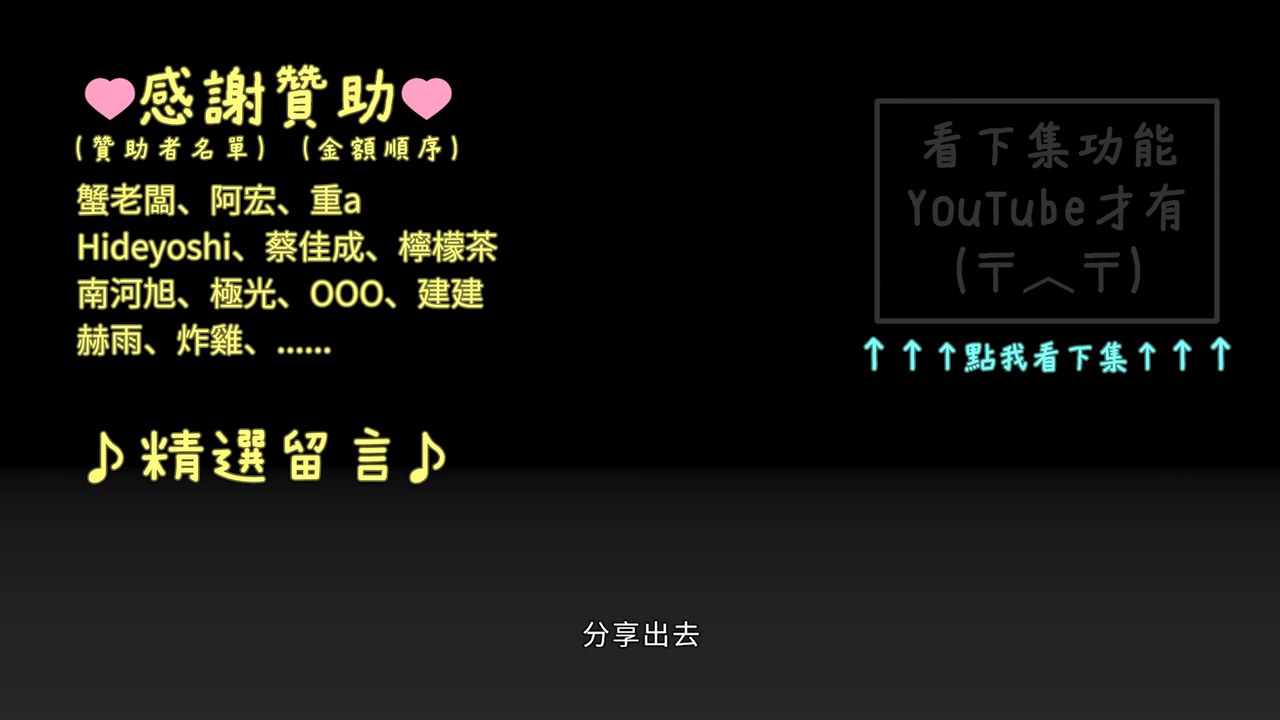 感謝贊助
(贊助者名單) (金額順序)
蟹老闆、阿宏、重a
Hideyoshi、蔡佳成、檸檬茶
南河旭、極光、OOO、建建
赫雨、炸雞、......
♪精選留言♪
看下集功能
YouTube才有
(〒︿〒)
↑↑↑點我看下集↑↑↑
分享出去